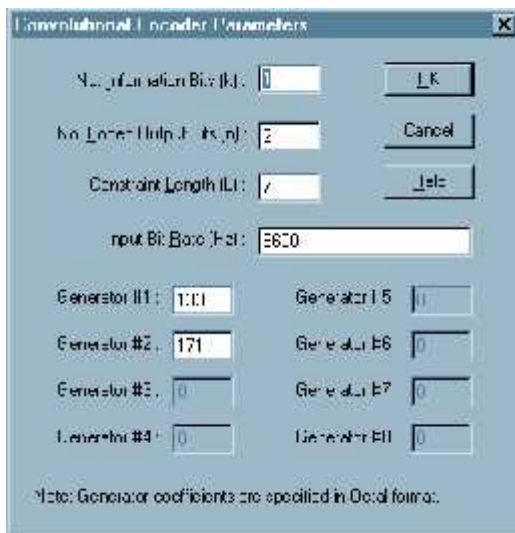 Convolutional Encoder Parameters
No. Information Bits (k): 1
OK
No. Coded Output Bits (n): 2
Cancel
Constraint Length (L): 7
Help
Input Bit Rate (Hz):
Generator #1:
Generator #5
0
Generator #2: 171
Generator #6
0
Generator #3: 0
Generator #7
0
Generator #4: 0
Generator #8
0
Note: Generator coefficients are specified in Octal format.